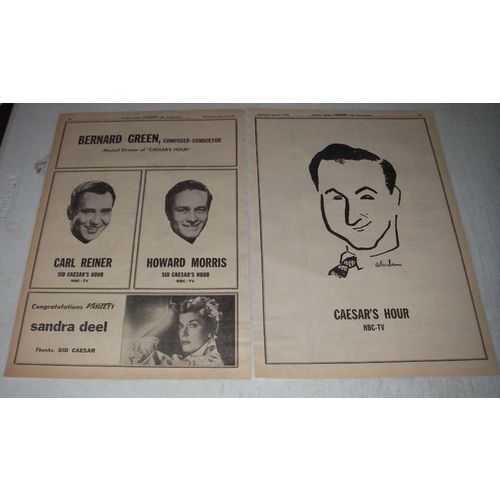 BERNARD GREEN, COMPOSER-CONDUCTOR
Musical Director of "CAESAR'S HOUR"
CARL REINER
SID CAESAR'S HOUR
NBC-TV
HOWARD MORRIS
SID CAESAR'S HOUR
NBC-TV
Congratulations VARIETY
sandra deel
Thanks, SID CAESAR
VARIETY
CAESAR'S HOUR
NBC-TV